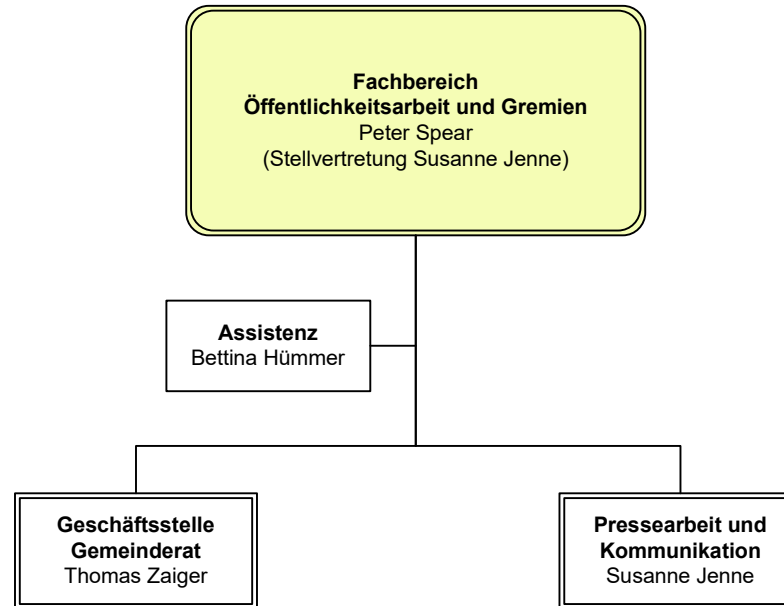 Fachbereich
Öffentlichkeitsarbeit und Gremien
Peter Spear
(Stellvertretung Susanne Jenne)
Assistenz
Bettina Hümmer
Geschäftsstelle
Gemeinderat
Thomas Zaiger
Pressearbeit und
Kommunikation
Susanne Jenne